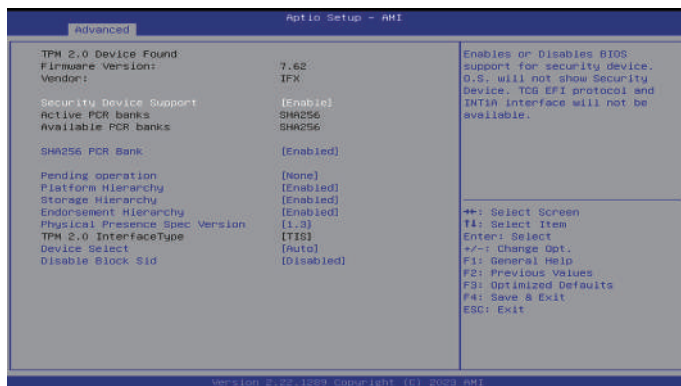 Aptio Setup - AMI
Advanced
TPM 2.0 Device Found
Firmware Version: 7.62
Vendor: IFX
Security Device Support [Enable]
Active PCR banks SHA256
Available PCR banks SHA256
SHA256 PCR Bank [Enabled]
Pending operation [None]
Platform Hierarchy [Enabled]
Storage Hierarchy [Enabled]
Endorsement Hierarchy [Enabled]
Physical Presence Spec Version [1.3]
TPM 2.0 InterfaceType [TIS]
Device Select [Auto]
Disable Block Sid [Disabled]
Enables or Disables BIOS
support for security device.
O.S. will not show Security
Device. TCG EFI protocol and
INT1A interface will not be
available.
→←: Select Screen
↑↓: Select Item
Enter: Select
+/-: Change Opt.
F1: General Help
F2: Previous Values
F3: Optimized Defaults
F4: Save & Exit
ESC: Exit
Version 2.22.1289 Copyright (C) 2023 AMI